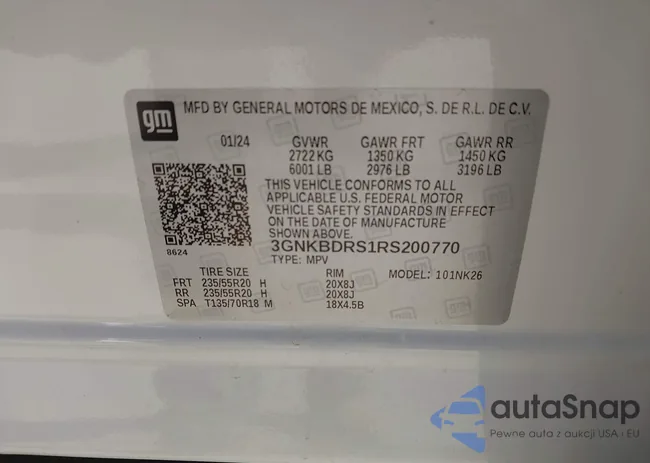 gm
MFD BY GENERAL MOTORS DE MEXICO, S. DE R.L. DE C.V.
01/24 GVWR GAWR FRT GAWR RR
2722 KG 1350 KG 1450 KG
6001 LB 2976 LB 3196 LB
THIS VEHICLE CONFORMS TO ALL
APPLICABLE U.S. FEDERAL MOTOR
VEHICLE SAFETY STANDARDS IN EFFECT
ON THE DATE OF MANUFACTURE
SHOWN ABOVE.
8624
3GNKBDRS1RS200770
TYPE: MPV
TIRE SIZE RIM MODEL: 101NK26
FRT 235/55R20 H 20X8J
RR 235/55R20 H 20X8J
SPA T135/70R18 M 18X4.5B
autaSnap
Pewne auta z aukcji USA i EU